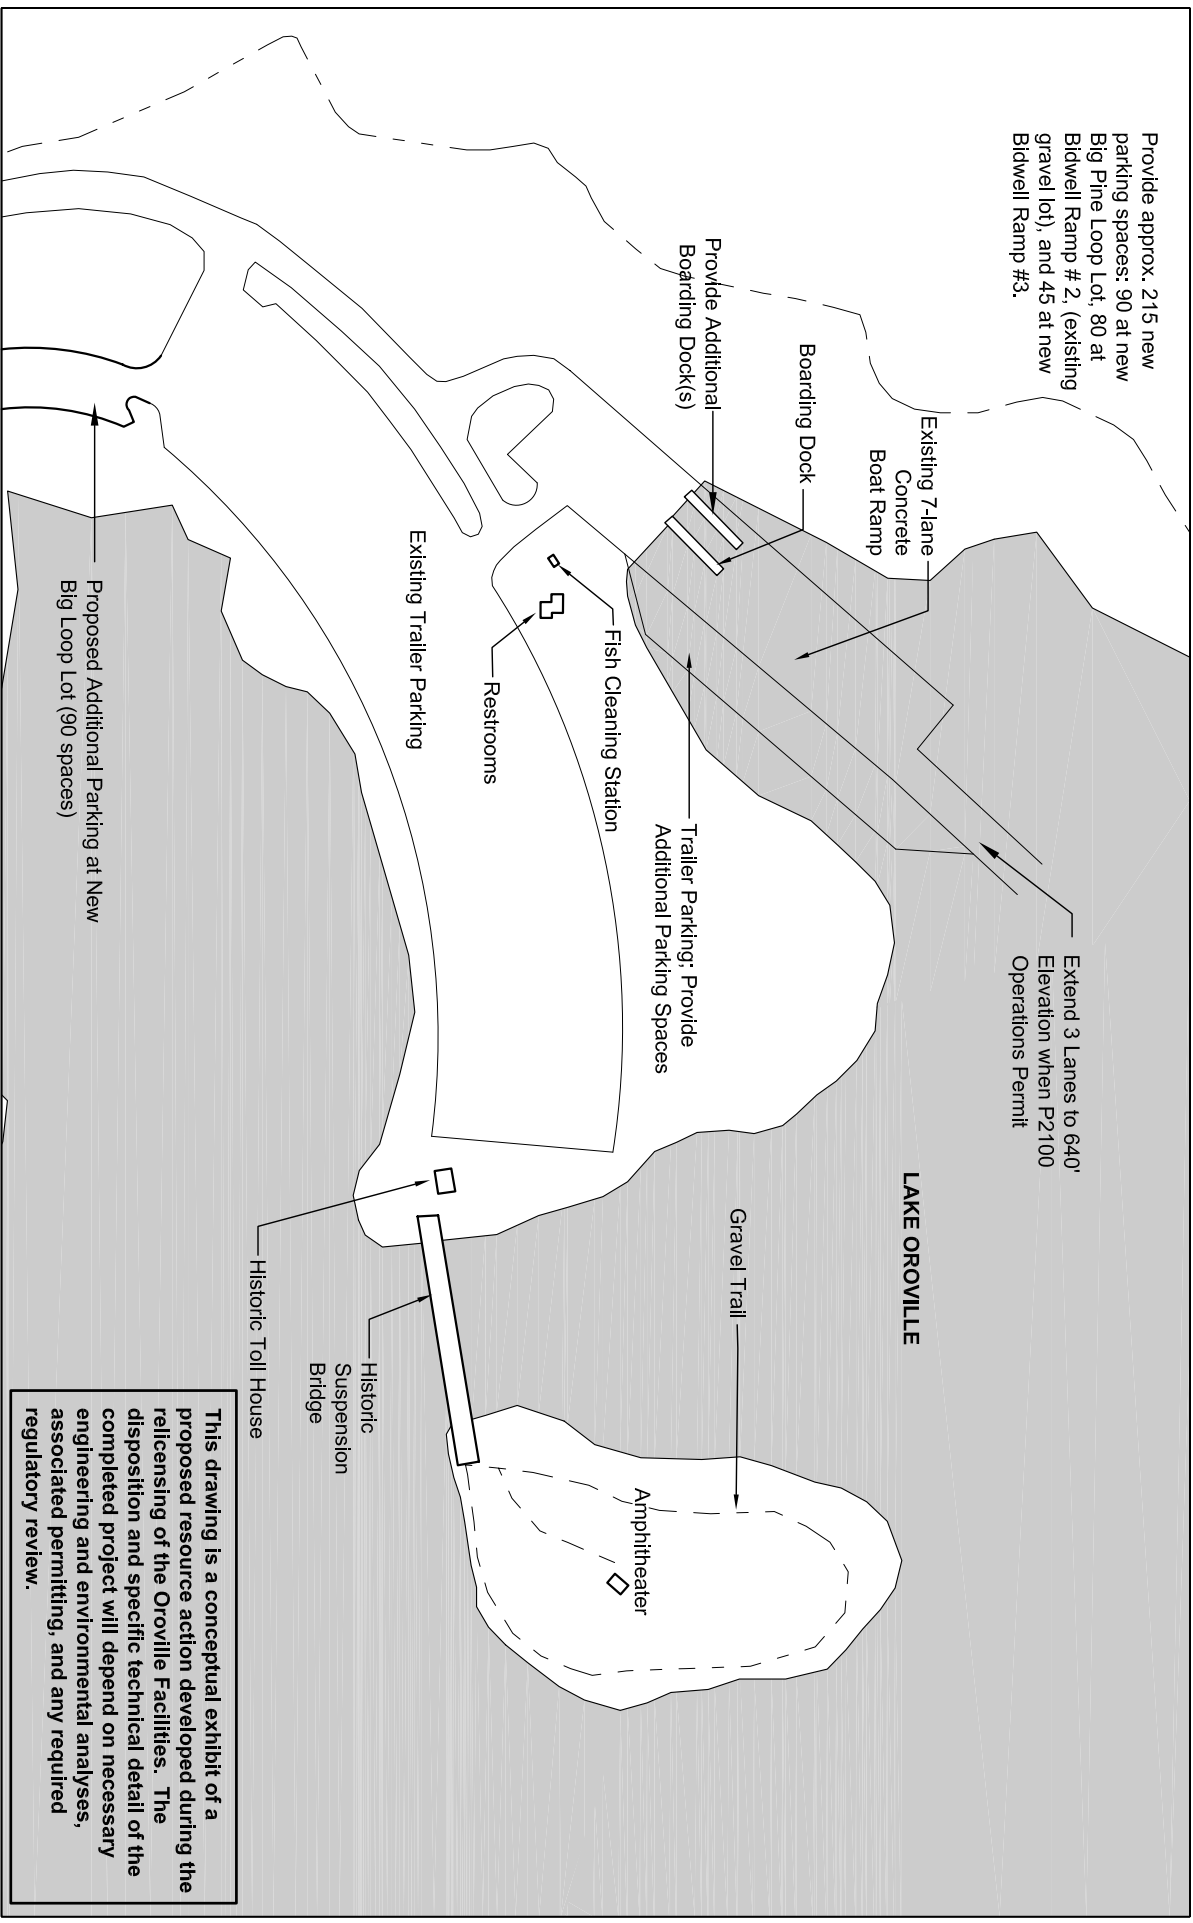 Provide approx. 215 new
parking spaces: 90 at new
Big Pine Loop Lot, 80 at
Bidwell Ramp # 2, (existing
gravel lot), and 45 at new
Bidwell Ramp #3.
Existing 7-lane
Concrete
Boat Ramp
Boarding Dock
Provide Additional
Boarding Dock(s)
Extend 3 Lanes to 640'
Elevation when P2100
Operations Permit
LAKE OROVILLE
Gravel Trail
Trailer Parking; Provide
Additional Parking Spaces
Fish Cleaning Station
Restrooms
Existing Trailer Parking
Amphitheater
Historic
Suspension
Bridge
Historic Toll House
Proposed Additional Parking at New
Big Loop Lot (90 spaces)
This drawing is a conceptual exhibit of a
proposed resource action developed during the
relicensing of the Oroville Facilities. The
disposition and specific technical detail of the
completed project will depend on necessary
engineering and environmental analyses,
associated permitting, and any required
regulatory review.